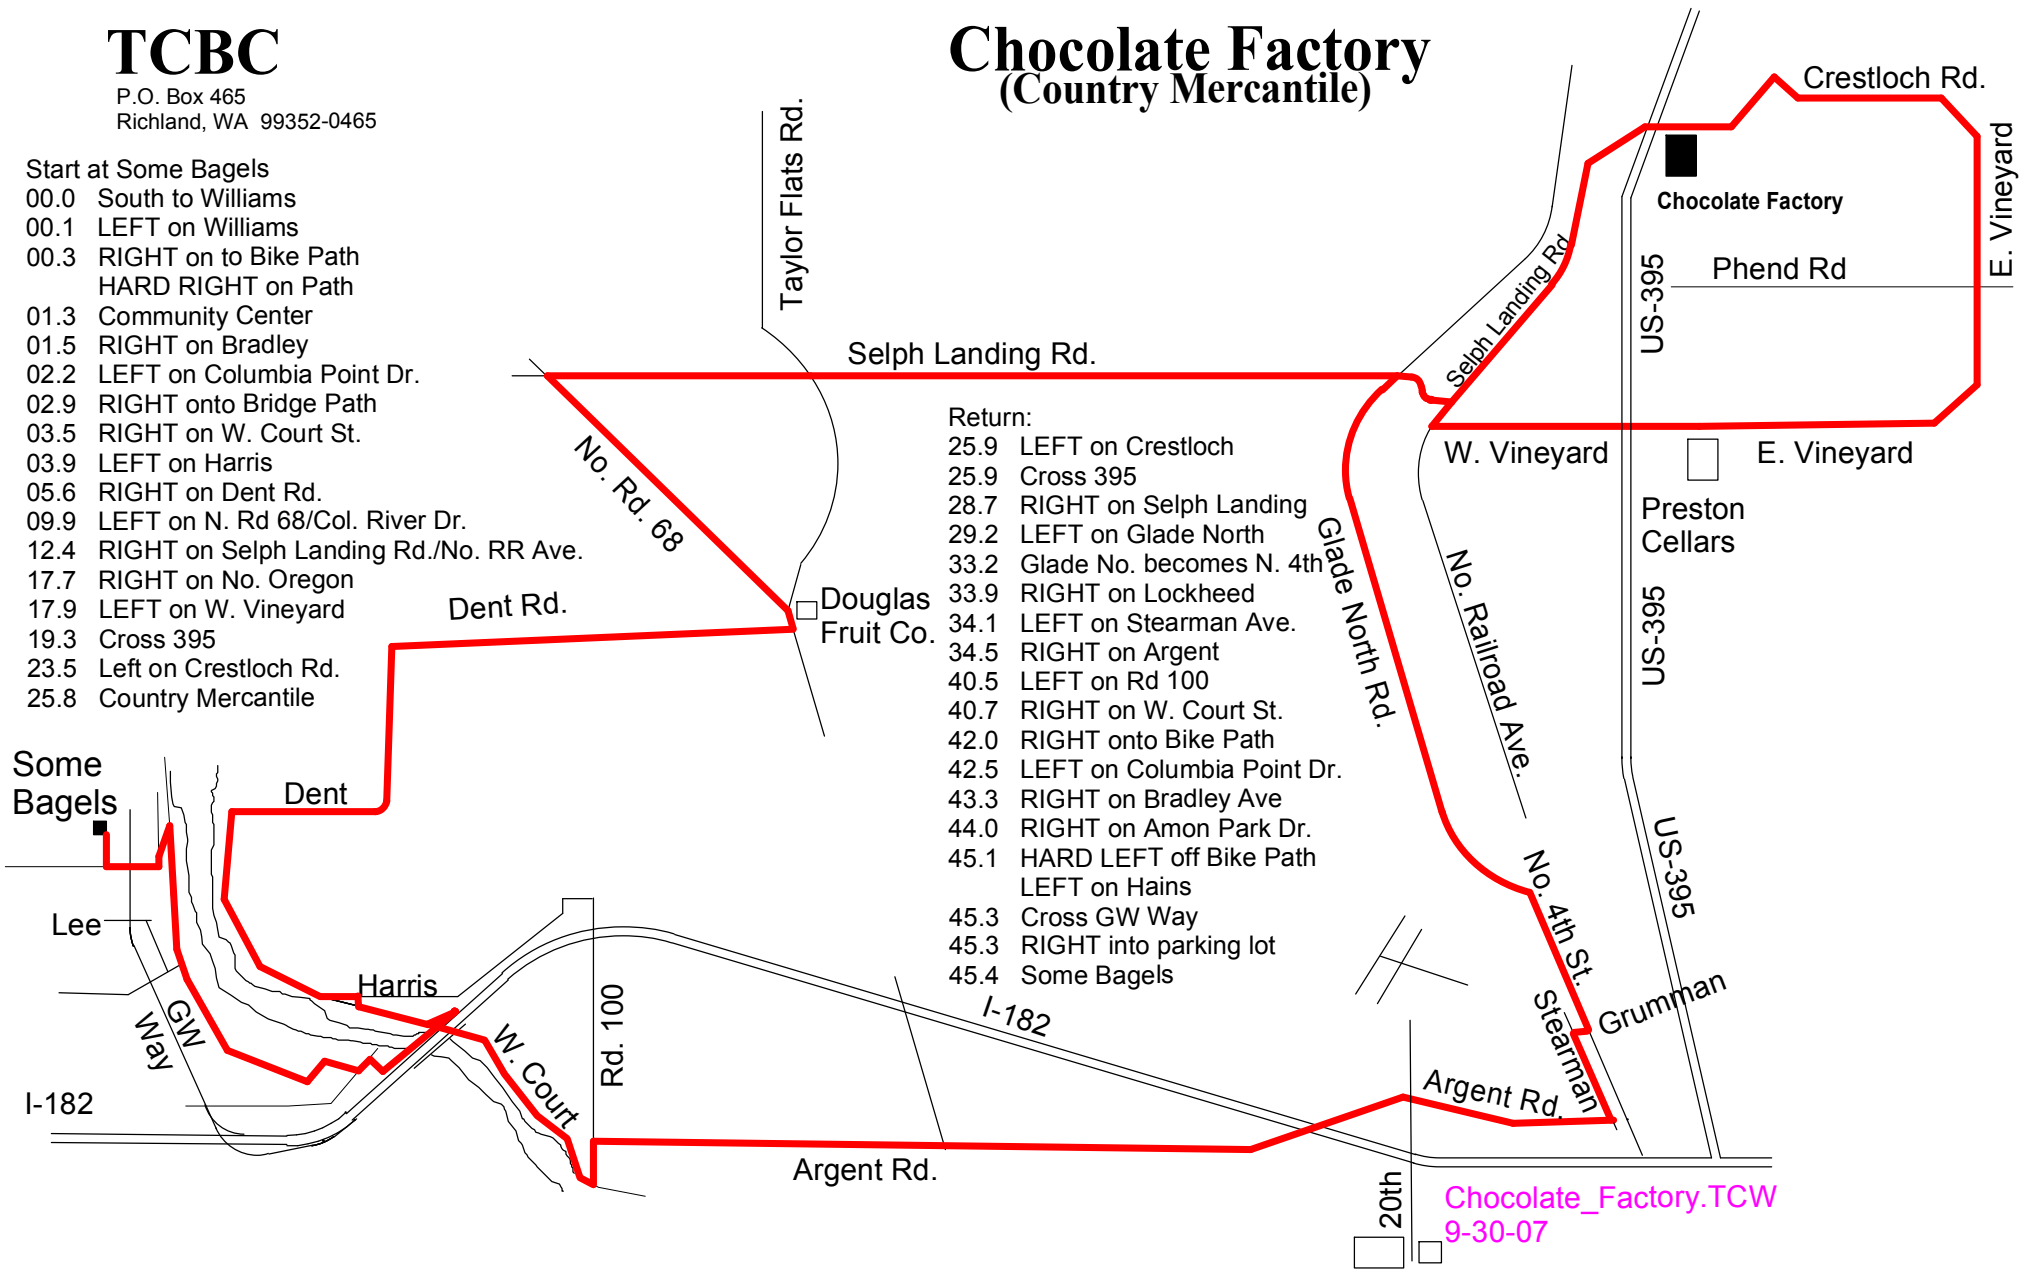 TCBC
P.O. Box 465
Richland, WA 99352-0465
Chocolate Factory
(Country Mercantile)
Start at Some Bagels
00.0 South to Williams
00.1 LEFT on Williams
00.3 RIGHT on to Bike Path
HARD RIGHT on Path
01.3 Community Center
01.5 RIGHT on Bradley
02.2 LEFT on Columbia Point Dr.
02.9 RIGHT onto Bridge Path
03.5 RIGHT on W. Court St.
03.9 LEFT on Harris
05.6 RIGHT on Dent Rd.
09.9 LEFT on N. Rd 68/Col. River Dr.
12.4 RIGHT on Selph Landing Rd./No. RR Ave.
17.7 RIGHT on No. Oregon
17.9 LEFT on W. Vineyard
19.3 Cross 395
23.5 Left on Crestloch Rd.
25.8 Country Mercantile
Return:
25.9 LEFT on Crestloch
25.9 Cross 395
28.7 RIGHT on Selph Landing
29.2 LEFT on Glade North
33.2 Glade No. becomes N. 4th
33.9 RIGHT on Lockheed
34.1 LEFT on Stearman Ave.
34.5 RIGHT on Argent
40.5 LEFT on Rd 100
40.7 RIGHT on W. Court St.
42.0 RIGHT onto Bike Path
42.5 LEFT on Columbia Point Dr.
43.3 RIGHT on Bradley Ave
44.0 RIGHT on Amon Park Dr.
45.1 HARD LEFT off Bike Path
LEFT on Hains
45.3 Cross GW Way
45.3 RIGHT into parking lot
45.4 Some Bagels
Taylor Flats Rd.
Crestloch Rd.
E. Vineyard
Chocolate Factory
Phend Rd
US-395
Selph Landing Rd
Selph Landing Rd.
W. Vineyard
E. Vineyard
Preston
Cellars
US-395
No. Rd. 68
Dent Rd.
Douglas
Fruit Co.
Glade North Rd.
No. Railroad Ave.
US-395
Some
Bagels
Dent
Lee
GW
Way
Harris
I-182
W. Court
Rd. 100
I-182
No. 4th St.
Grumman
Stearman
Argent Rd.
Argent Rd.
20th
Chocolate_Factory.TCW
9-30-07